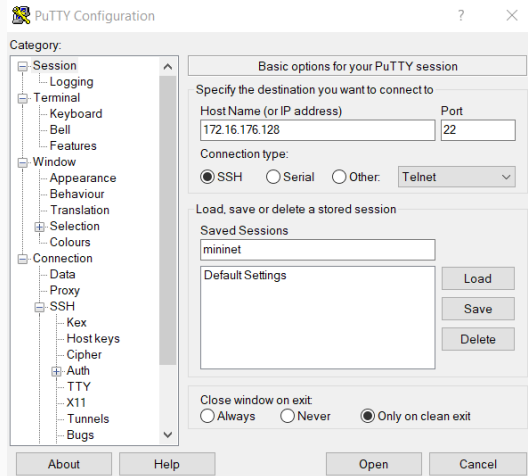 PuTTY Configuration ? ×
Category:
Session
Logging
Terminal
Keyboard
Bell
Features
Window
Appearance
Behaviour
Translation
Selection
Colours
Connection
Data
Proxy
SSH
Kex
Host keys
Cipher
Auth
TTY
X11
Tunnels
Bugs
Basic options for your PuTTY session
Specify the destination you want to connect to
Host Name (or IP address) Port
172.16.176.128 22
Connection type:
SSH Serial Other: Telnet
Load, save or delete a stored session
Saved Sessions
mininet
Default Settings
Load
Save
Delete
Close window on exit:
Always Never Only on clean exit
About Help Open Cancel